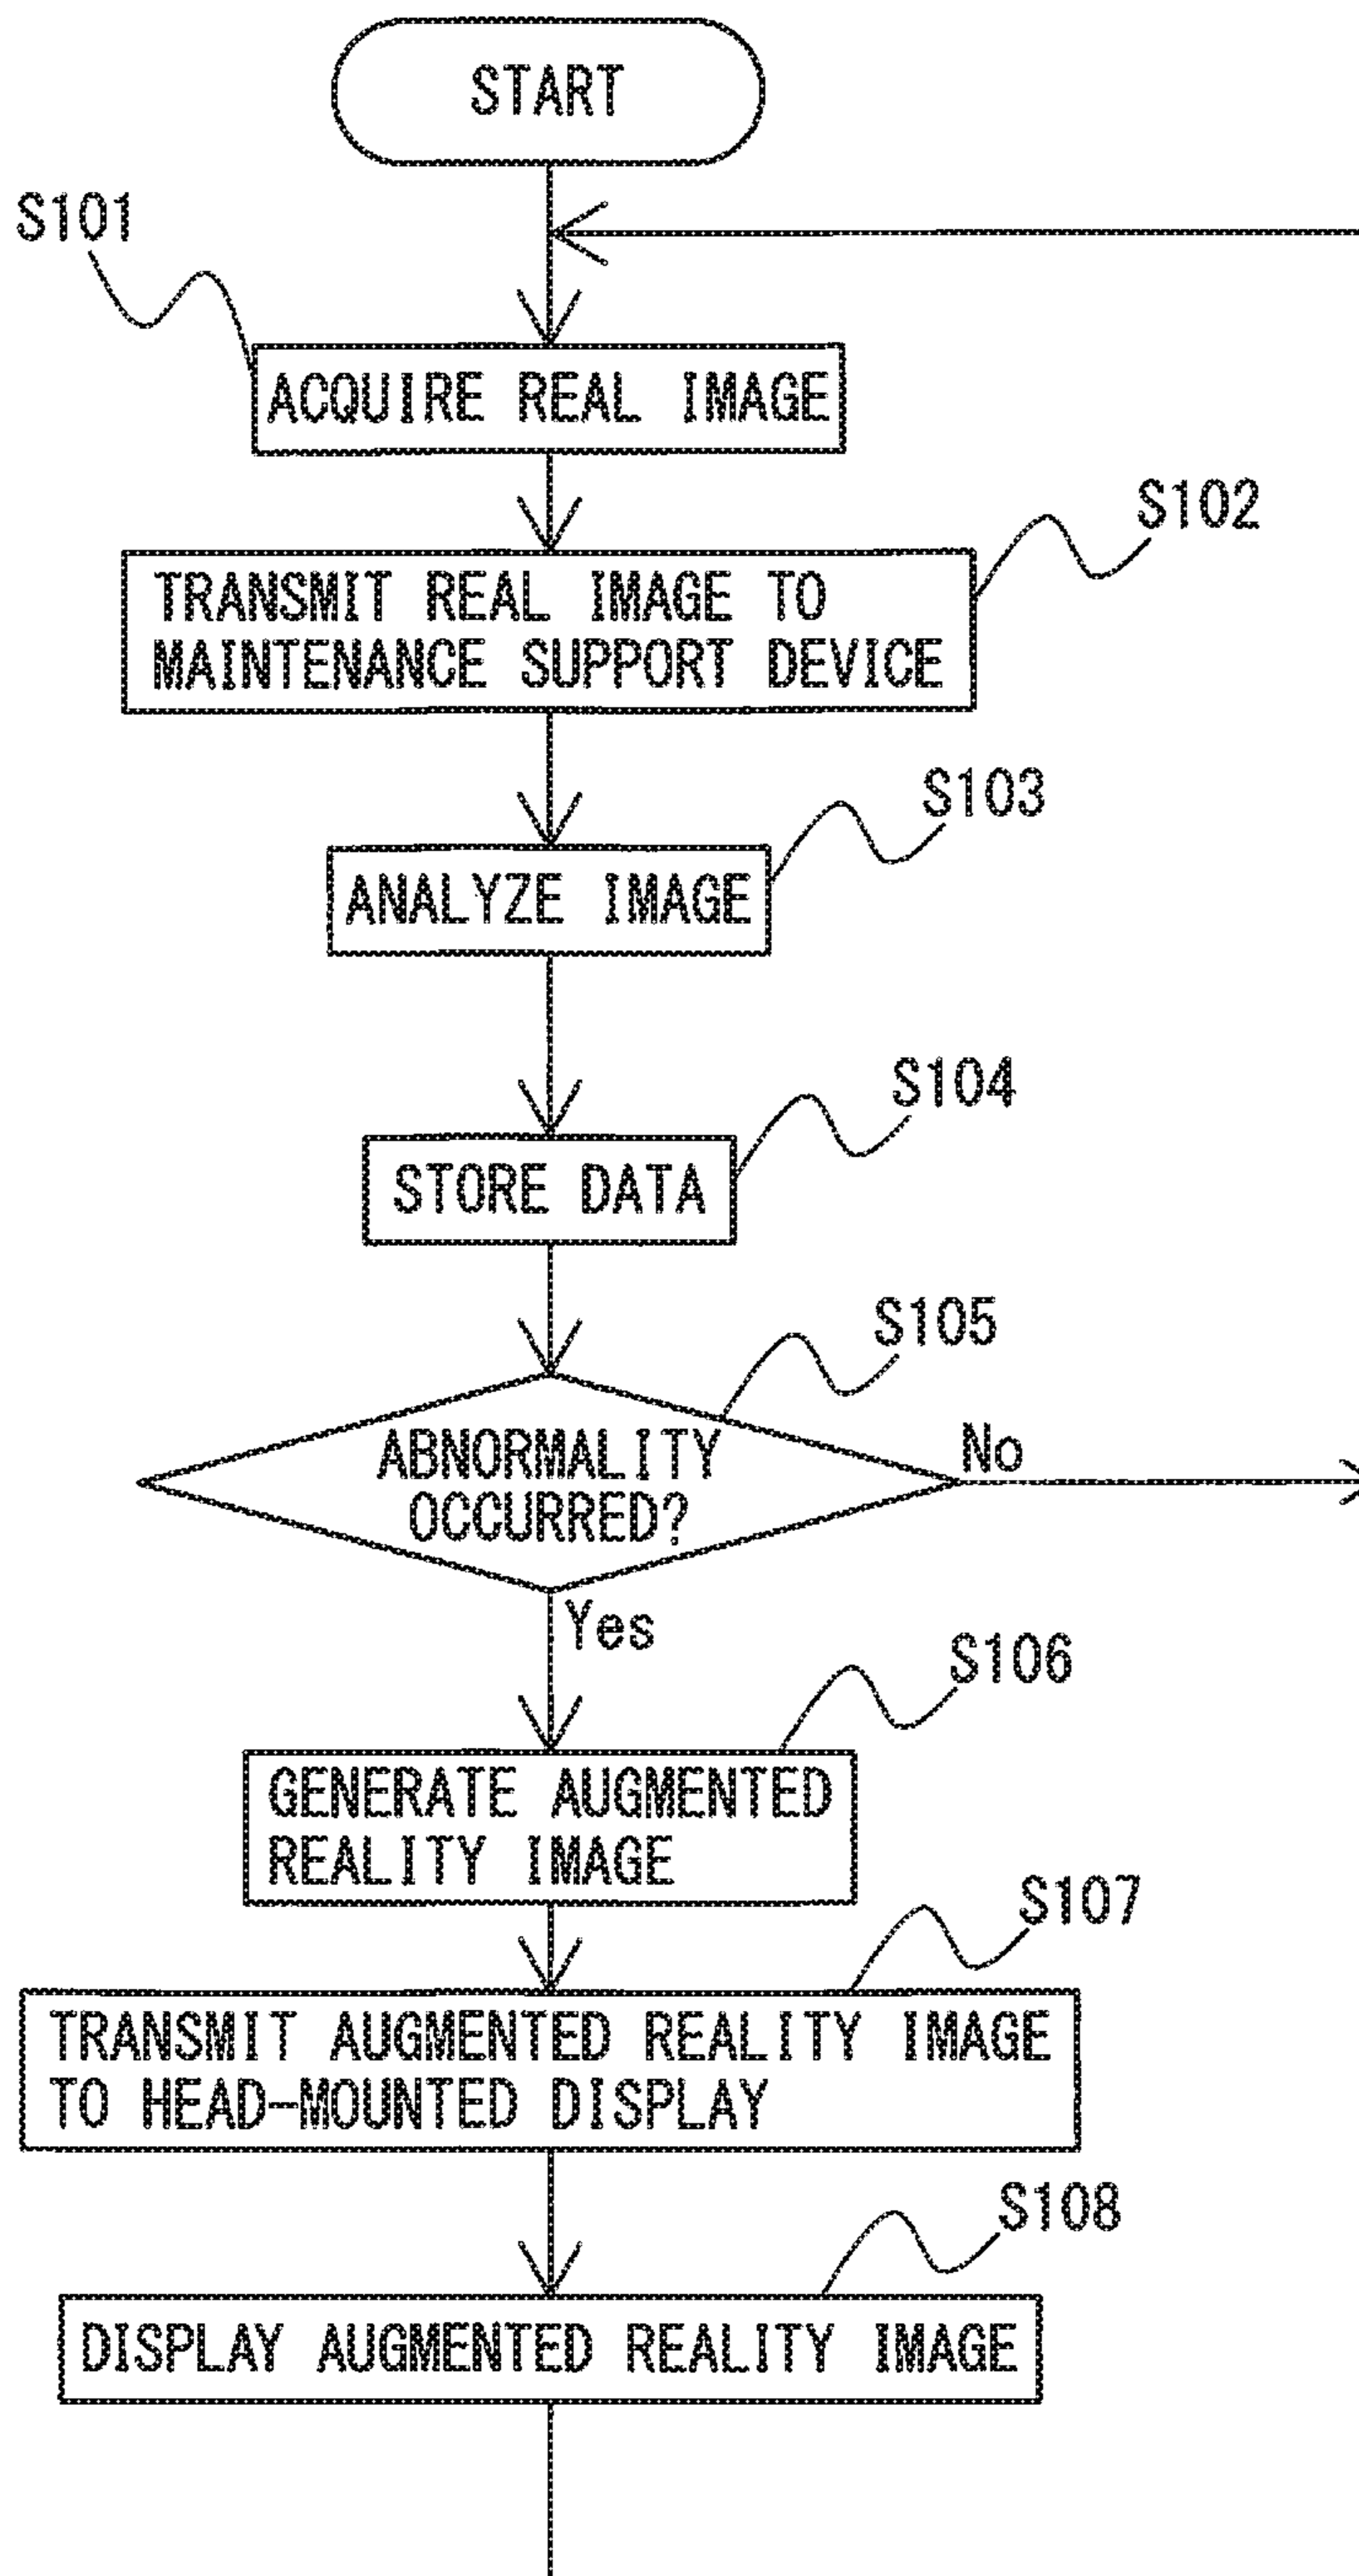 START
S101
ACQUIRE REAL IMAGE
S102
TRANSMIT REAL IMAGE TO
MAINTENANCE SUPPORT DEVICE
S103
ANALYZE IMAGE
S104
STORE DATA
S105
ABNORMALITY
OCCURRED?
No
Yes
S106
GENERATE AUGMENTED
REALITY IMAGE
S107
TRANSMIT AUGMENTED REALITY IMAGE
TO HEAD-MOUNTED DISPLAY
S108
DISPLAY AUGMENTED REALITY IMAGE